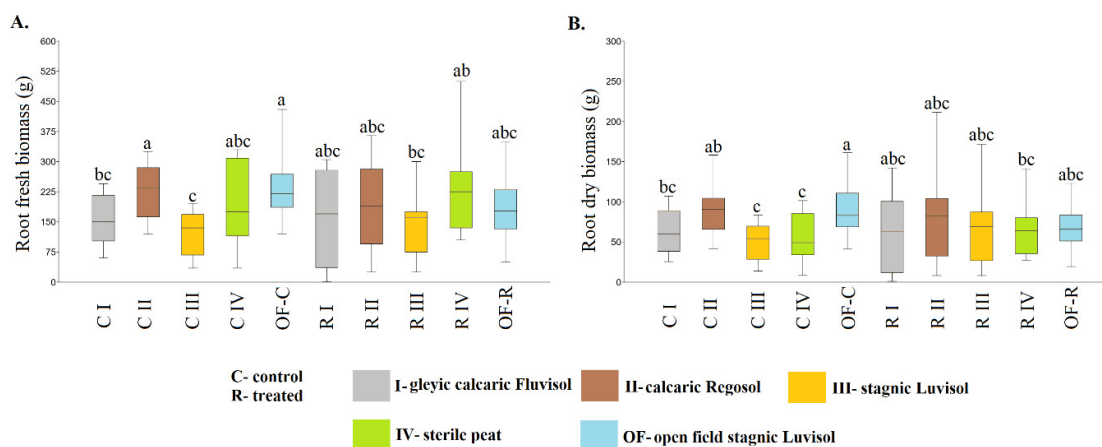 A.
Root fresh biomass (g)
600
525
450
375
300
225
150
75
0
bc
a
c
abc
a
abc
abc
bc
ab
abc
C I
C II
C III
C IV
OF-C
R I
R II
R III
R IV
OF-R
B.
Root dry biomass (g)
300
250
200
150
100
50
0
bc
ab
c
c
a
abc
abc
abc
bc
abc
C I
C II
C III
C IV
OF-C
R I
R II
R III
R IV
OF-R
C- control
R- treated
I-gleyic calcaric Fluvisol
II-calcaric Regosol
III- stagnic Luvisol
IV- sterile peat
OF-open field stagnic Luvisol